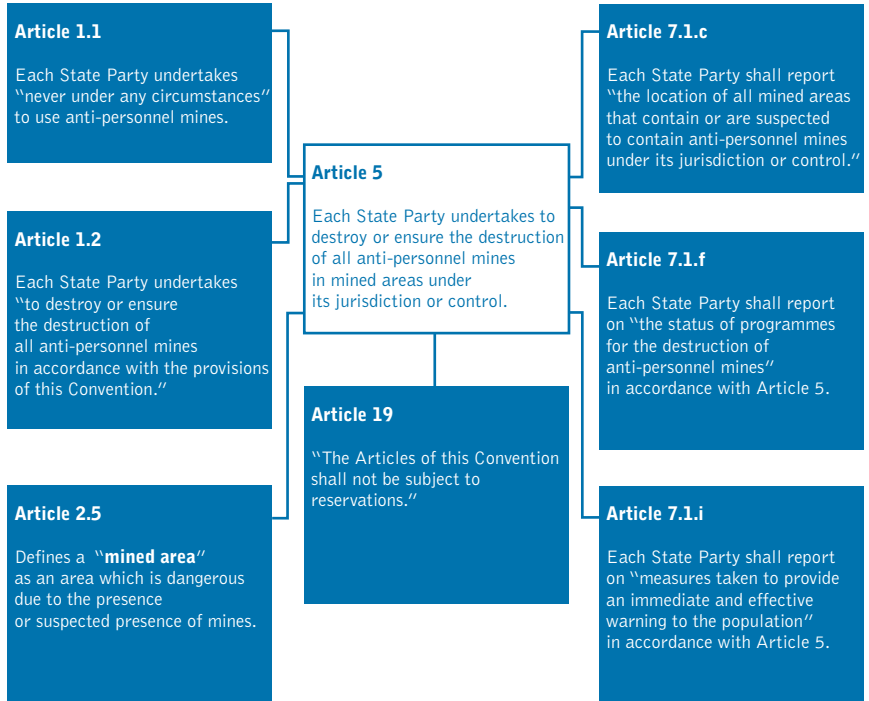 Article 1.1
Each State Party undertakes
“never under any circumstances”
to use anti-personnel mines.
Article 1.2
Each State Party undertakes
“to destroy or ensure
the destruction of
all anti-personnel mines
in accordance with the provisions
of this Convention.”
Article 2.5
Defines a “mined area”
as an area which is dangerous
due to the presence
or suspected presence of mines.
Article 5
Each State Party undertakes to
destroy or ensure the destruction
of all anti-personnel mines
in mined areas under
its jurisdiction or control.
Article 19
“The Articles of this Convention
shall not be subject to
reservations.”
Article 7.1.c
Each State Party shall report
“the location of all mined areas
that contain or are suspected
to contain anti-personnel mines
under its jurisdiction or control.”
Article 7.1.f
Each State Party shall report
on “the status of programmes
for the destruction of
anti-personnel mines”
in accordance with Article 5.
Article 7.1.i
Each State Party shall report
on “measures taken to provide
an immediate and effective
warning to the population”
in accordance with Article 5.